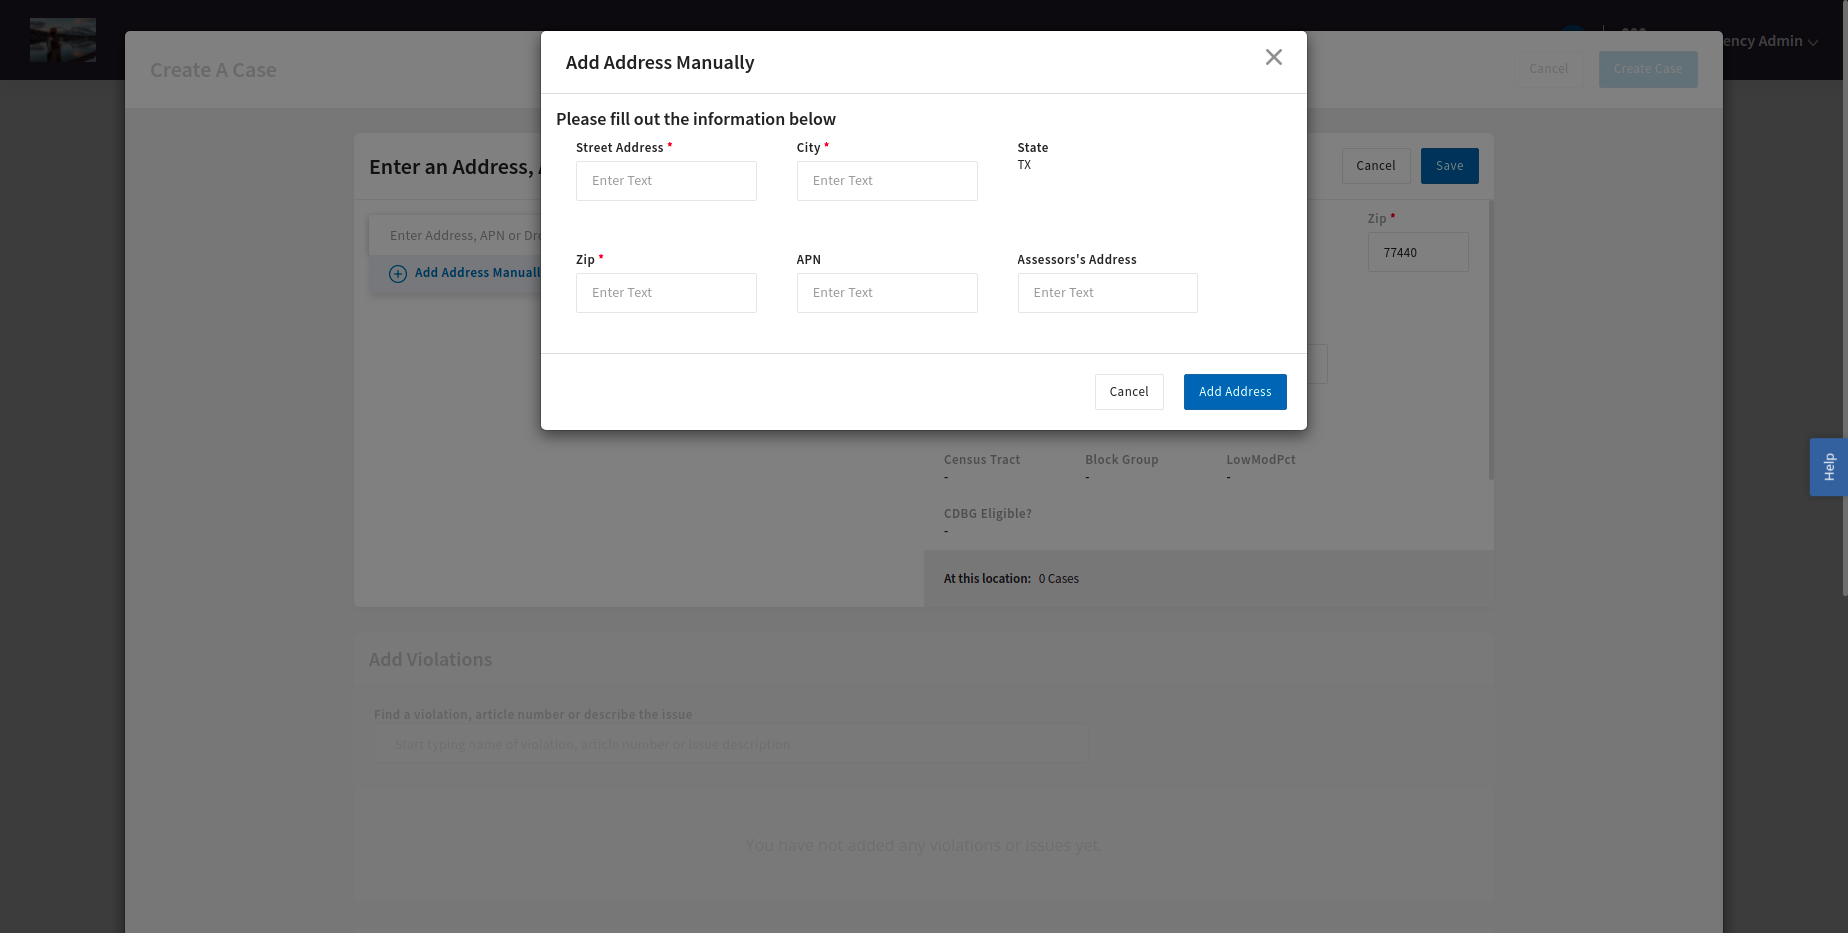 ency Admin
Create A Case
Cancel
Create Case
Add Address Manually
Please fill out the information below
Street Address *
Enter Text
City *
Enter Text
State
TX
Zip *
Enter Text
APN
Enter Text
Assessors's Address
Enter Text
Cancel
Add Address
Enter an Address,
Cancel
Save
Enter Address, APN or Dr
Add Address Manuall
Zip *
77440
Census Tract
-
Block Group
-
LowModPct
-
CDBG Eligible?
-
At this location: 0 Cases
Help
Add Violations
Find a violation, article number or describe the issue
Start typing name of violation, article number or issue description
You have not added any violations or issues yet.